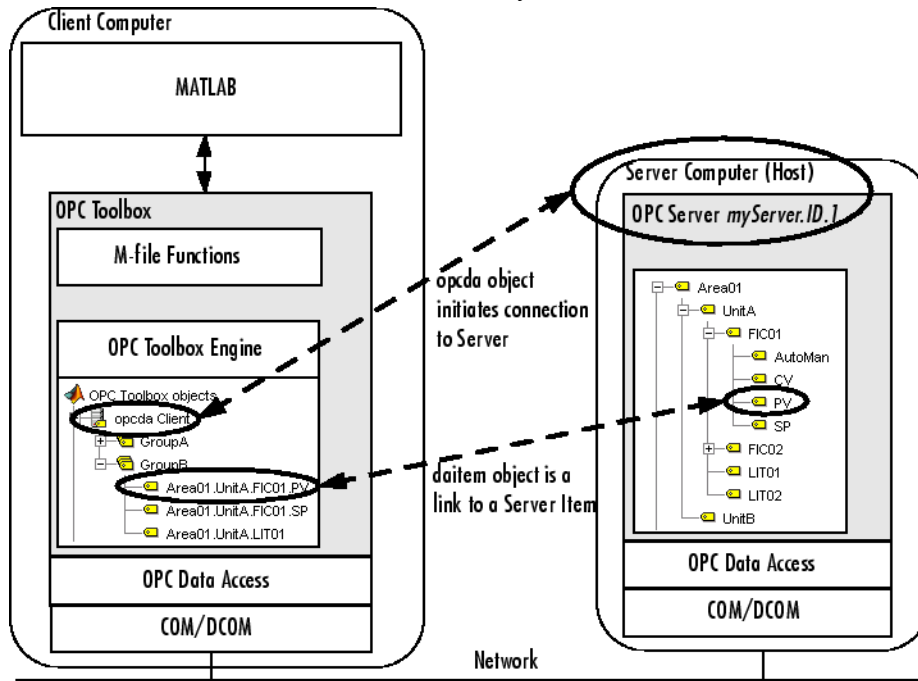 Client Computer
MATLAB
OPC Toolbox
M-file Functions
OPC Toolbox Engine
OPC Toolbox objects
opcda Client
GroupA
GroupB
Area01.UnitA.FIC01.PV
Area01.UnitA.FIC01.SP
Area01.UnitA.LIT01
OPC Data Access
COM/DCOM
opcda object
initiates connection
to Server
daitem object is a
link to a Server Item
Server Computer (Host)
OPC Server myServer.ID.1
Area01
UnitA
FIC01
AutoMan
CV
PV
SP
FIC02
LIT01
LIT02
UnitB
OPC Data Access
COM/DCOM
Network